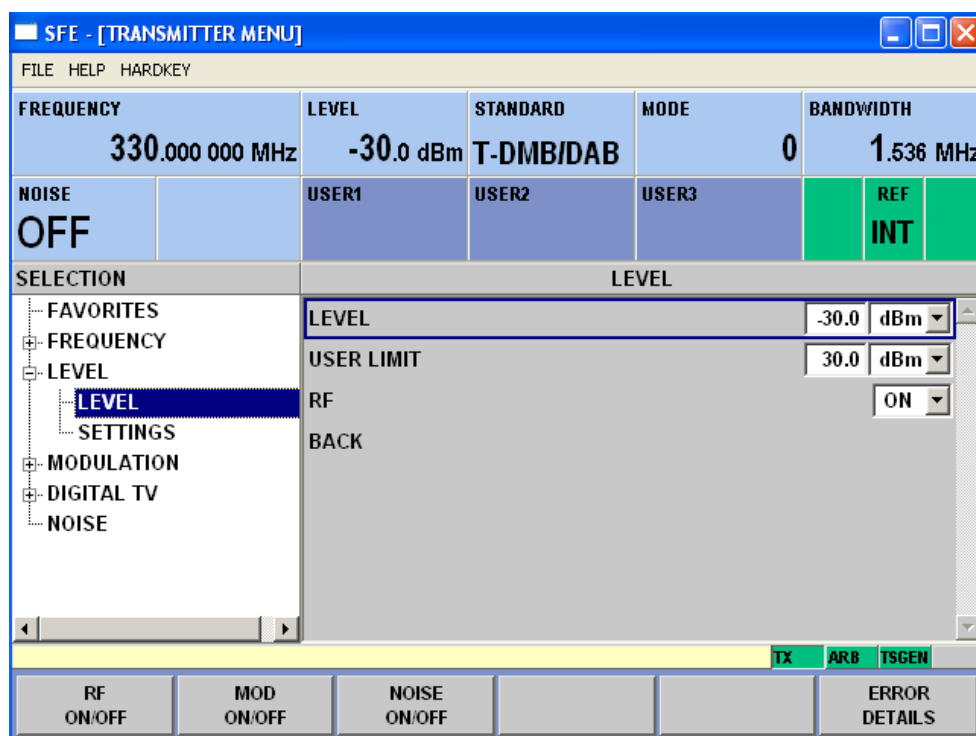 SFE - [TRANSMITTER MENU]
FILE HELP HARDKEY
FREQUENCY LEVEL STANDARD MODE BANDWIDTH
330.000 000 MHz -30.0 dBm T-DMB/DAB 0 1.536 MHz
NOISE USER1 USER2 USER3 REF
OFF INT
SELECTION LEVEL
FAVORITES
FREQUENCY
LEVEL
LEVEL
SETTINGS
MODULATION
DIGITAL TV
NOISE
LEVEL -30.0 dBm
USER LIMIT 30.0 dBm
RF ON
BACK
TX ARB TSGEN
RF ON/OFF
MOD ON/OFF
NOISE ON/OFF
ERROR DETAILS